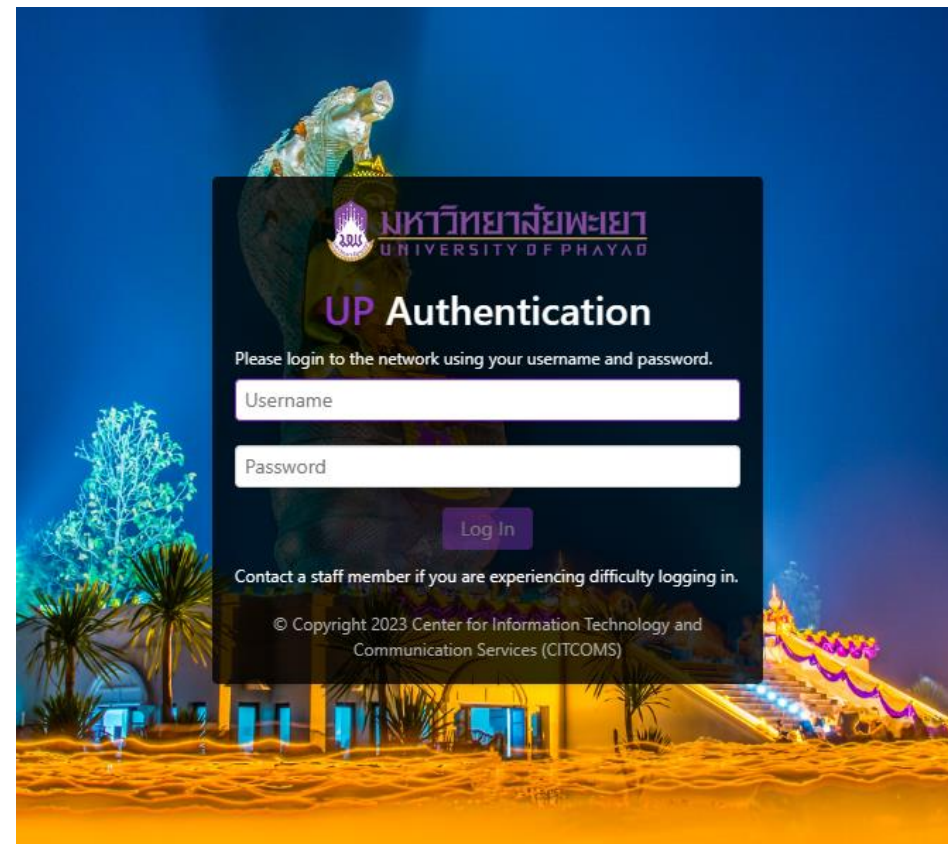 มหาวิทยาลัยพะเยา
UNIVERSITY OF PHAYAO
UP Authentication
Please login to the network using your username and password.
Username
Password
Log In
Contact a staff member if you are experiencing difficulty logging in.
© Copyright 2023 Center for Information Technology and
Communication Services (CITCOMS)